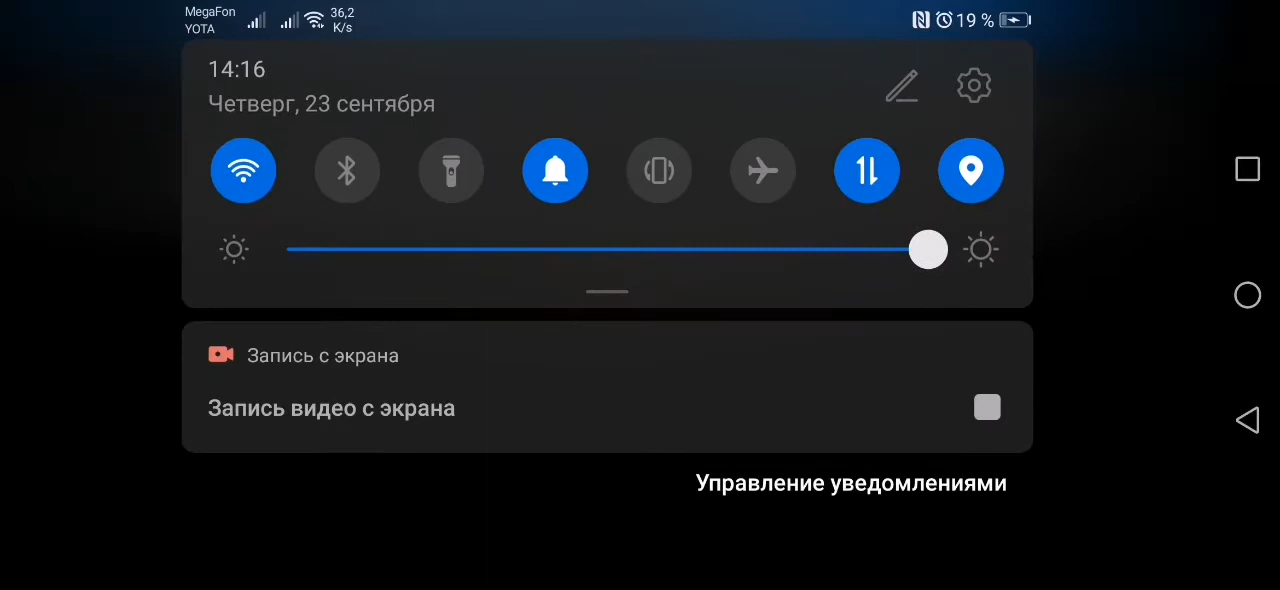 MegaFon
YOTA
36,2
K/s
19 %
14:16
Четверг, 23 сентября
Запись с экрана
Запись видео с экрана
Управление уведомлениями